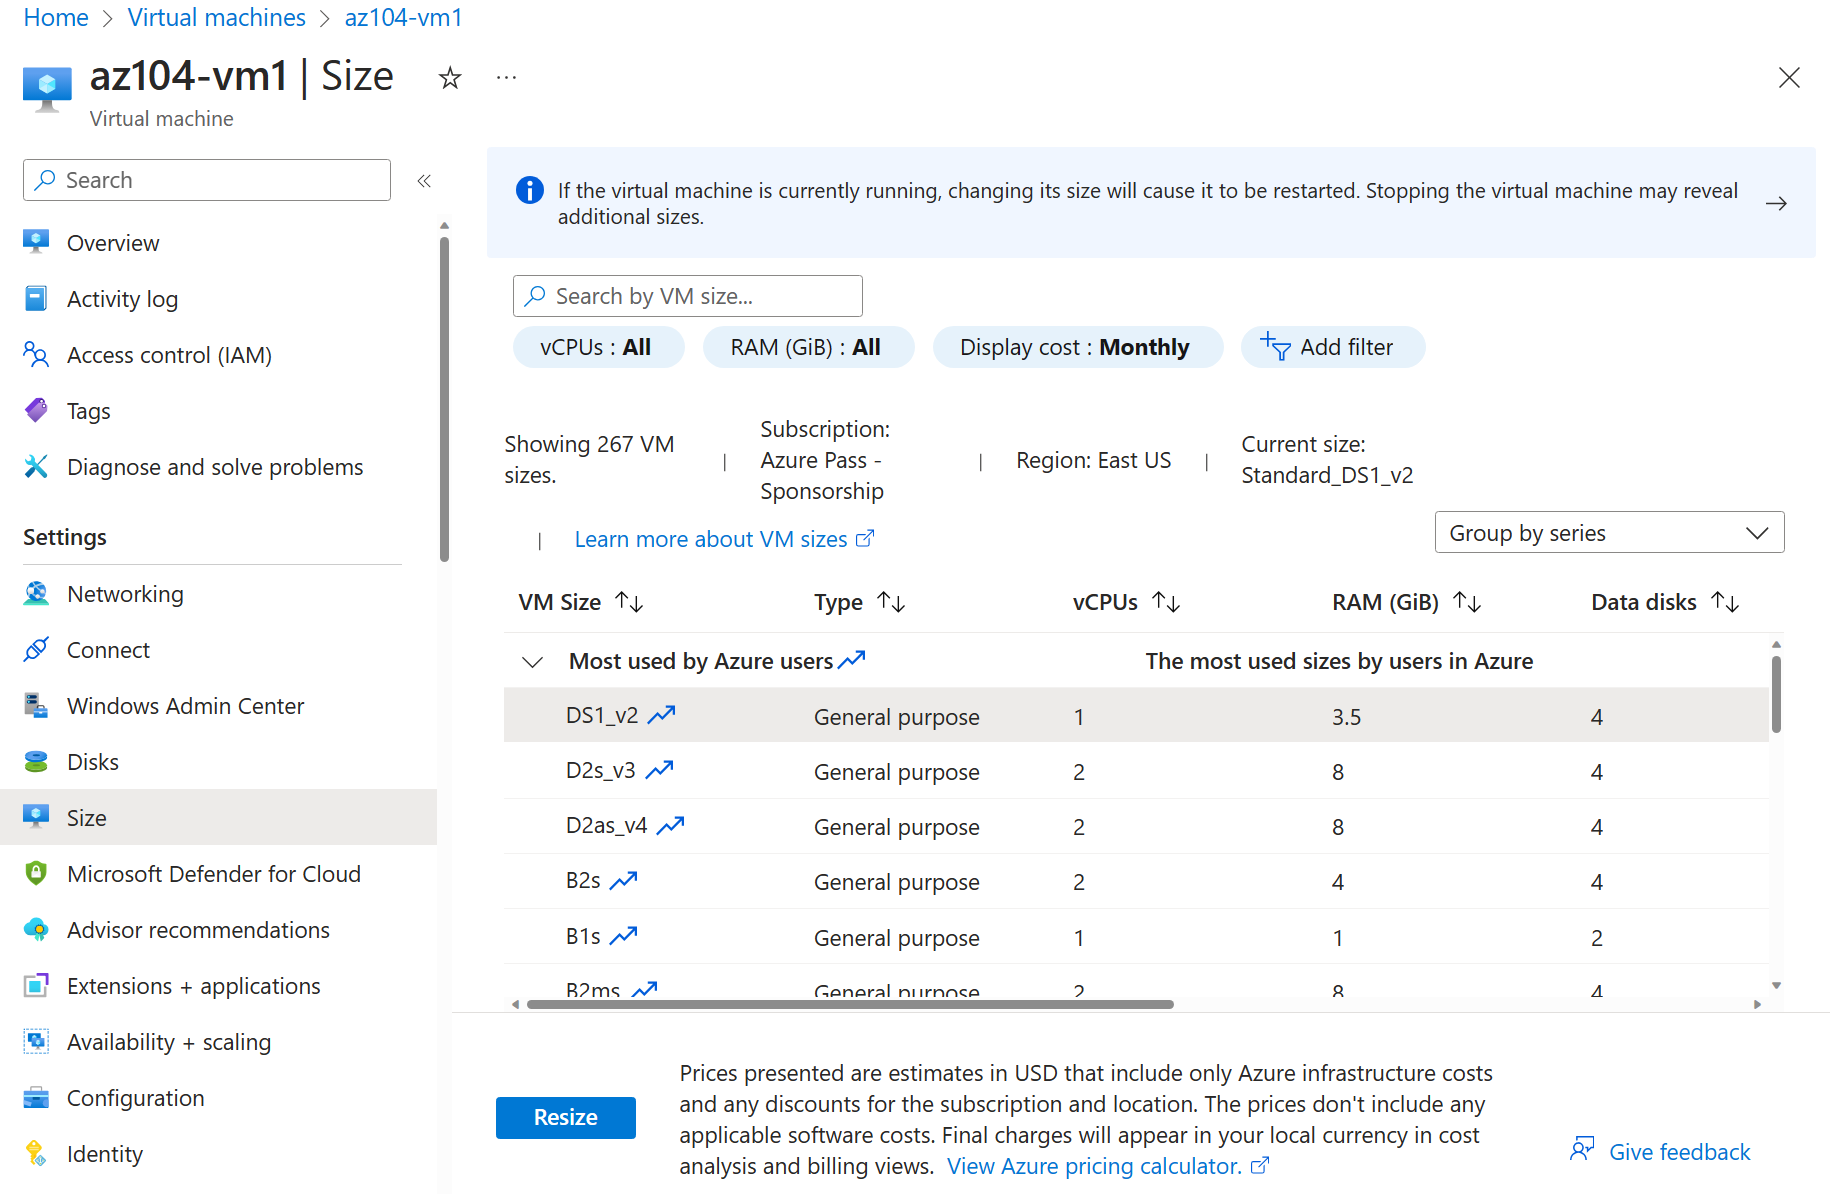 Home > Virtual machines > az104-vm1
az104-vm1 | Size
Virtual machine
Search
Overview
Activity log
Access control (IAM)
Tags
Diagnose and solve problems
Settings
Networking
Connect
Windows Admin Center
Disks
Size
Microsoft Defender for Cloud
Advisor recommendations
Extensions + applications
Availability + scaling
Configuration
Identity
If the virtual machine is currently running, changing its size will cause it to be restarted. Stopping the virtual machine may reveal
additional sizes.
Search by VM size...
vCPUs : All RAM (GiB) : All Display cost : Monthly Add filter
Showing 267 VM
sizes.
|
Subscription:
Azure Pass -
Sponsorship
|
Region: East US
|
Current size:
Standard_DS1_v2
|
Learn more about VM sizes
Group by series
VM Size Type vCPUs RAM (GiB) Data disks
Most used by Azure users The most used sizes by users in Azure
DS1_v2 General purpose 1 3.5 4
D2s_v3 General purpose 2 8 4
D2as_v4 General purpose 2 8 4
B2s General purpose 2 4 4
B1s General purpose 1 1 2
B2ms General purpose 2 8 4
Resize
Prices presented are estimates in USD that include only Azure infrastructure costs
and any discounts for the subscription and location. The prices don't include any
applicable software costs. Final charges will appear in your local currency in cost
analysis and billing views. View Azure pricing calculator.
Give feedback